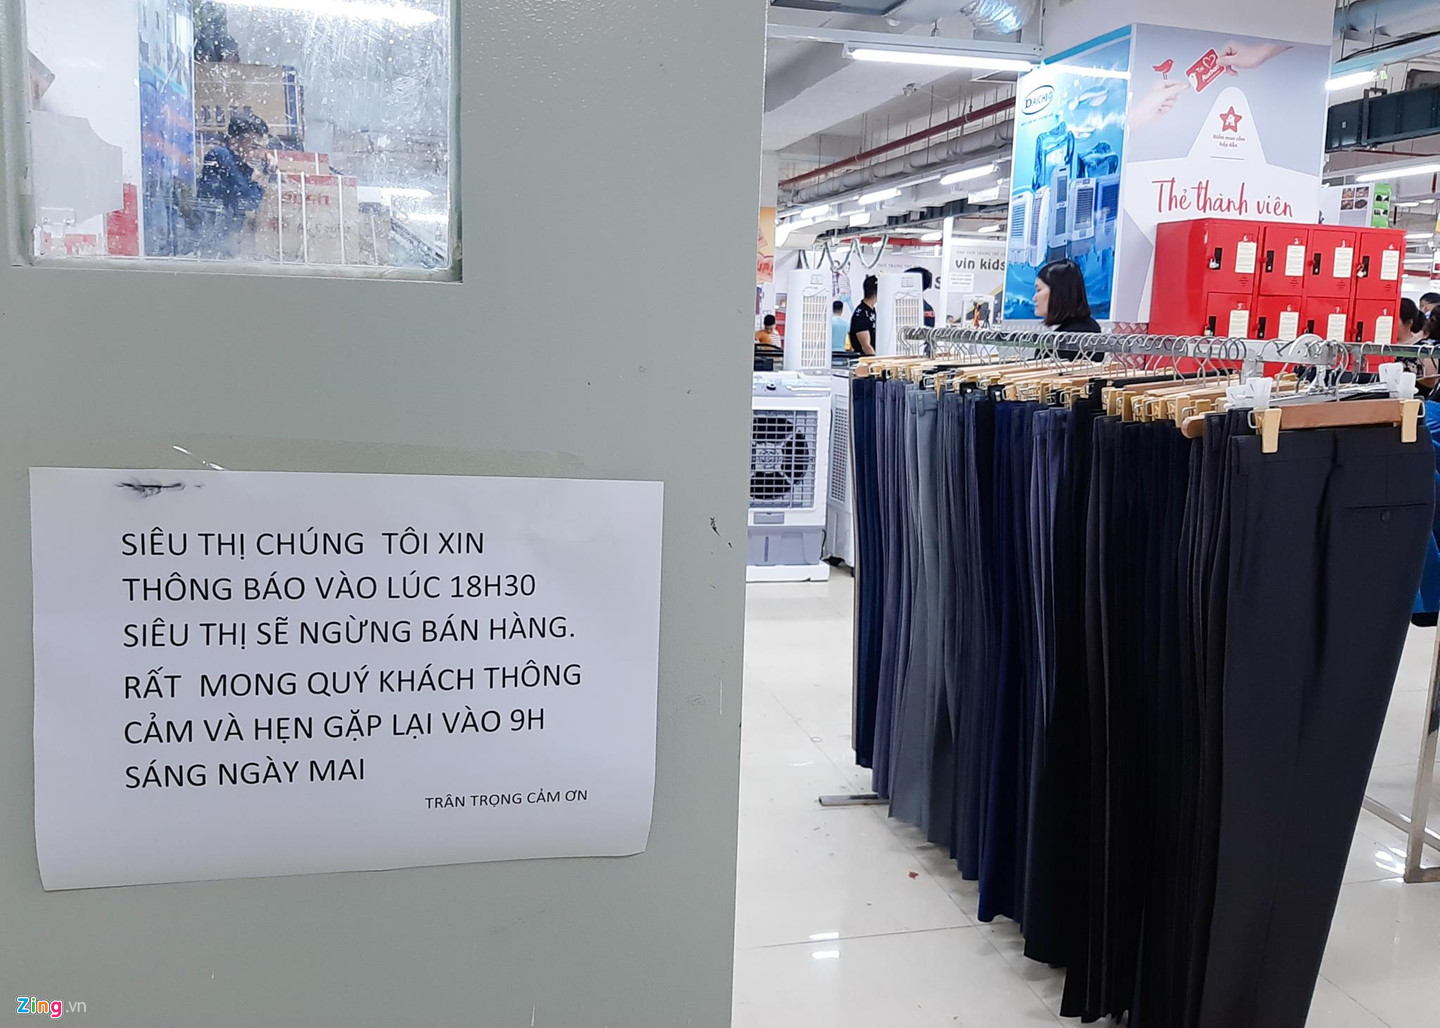 SIÊU THỊ CHÚNG TÔI XIN
THÔNG BÁO VÀO LÚC 18H30
SIÊU THỊ SẼ NGỪNG BÁN HÀNG.
RẤT MONG QUÝ KHÁCH THÔNG
CẢM VÀ HẸN GẶP LẠI VÀO 9H
SÁNG NGÀY MAI
TRÂN TRỌNG CẢM ƠN
DAICHIO
Thẻ thành viên
vin kids
Zing.vn